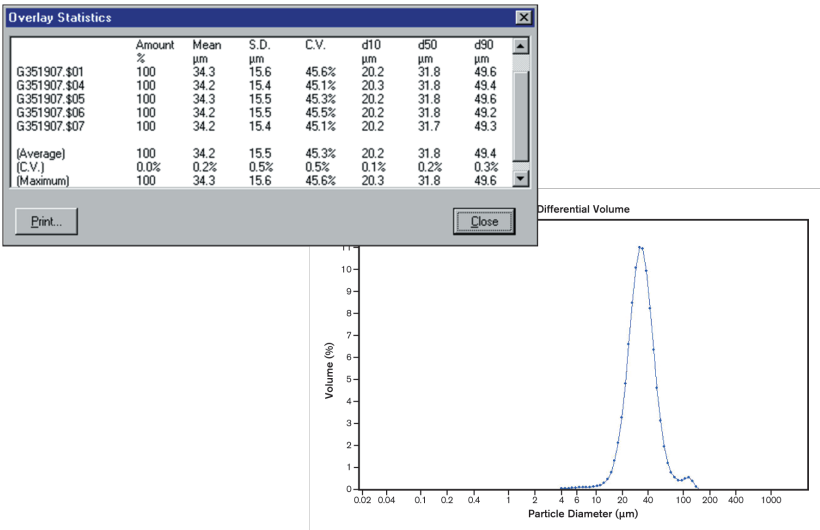 Overlay Statistics
Amount Mean S.D. C.V. d10 d50 d90
% µm µm µm µm µm
G351907.$01 100 34.3 15.6 45.6% 20.2 31.8 49.6
G351907.$04 100 34.2 15.4 45.1% 20.3 31.8 49.4
G351907.$05 100 34.3 15.5 45.3% 20.2 31.8 49.6
G351907.$06 100 34.2 15.5 45.5% 20.2 31.8 49.2
G351907.$07 100 34.2 15.4 45.1% 20.2 31.7 49.3
(Average) 100 34.2 15.5 45.3% 20.2 31.8 49.4
(C.V.) 0.0% 0.2% 0.5% 0.5% 0.1% 0.2% 0.3%
(Maximum) 100 34.3 15.6 45.6% 20.3 31.8 49.6
Print... Close
Differential Volume
11
10
9
8
7
6
5
4
3
2
1
0
Volume (%)
0.02 0.04 0.1 0.2 0.4 1 2 4 6 10 20 40 100 200 400 1000
Particle Diameter (µm)